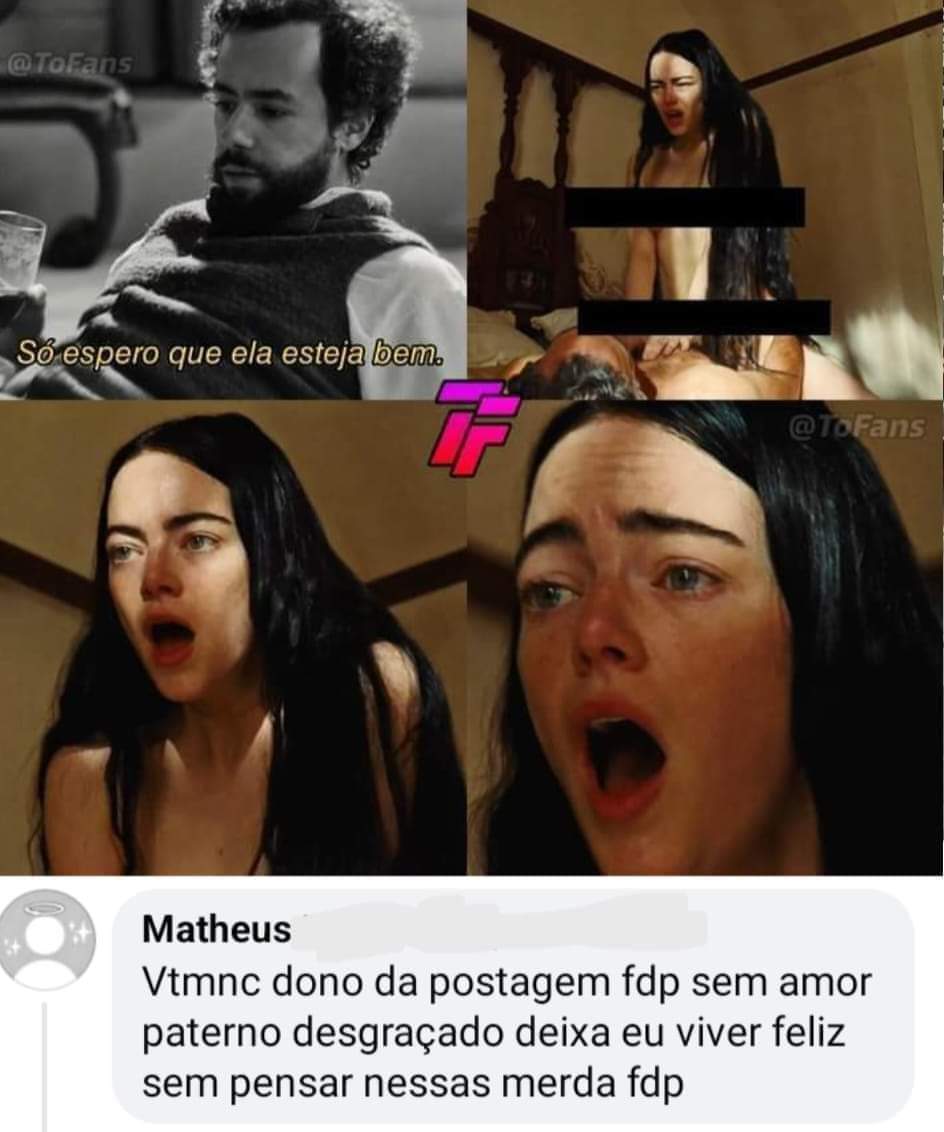 @ToFans
Só espero que ela esteja bem.
TF
@ToFans
Matheus
Vtmnc dono da postagem fdp sem amor
paterno desgraçado deixa eu viver feliz
sem pensar nessas merda fdp